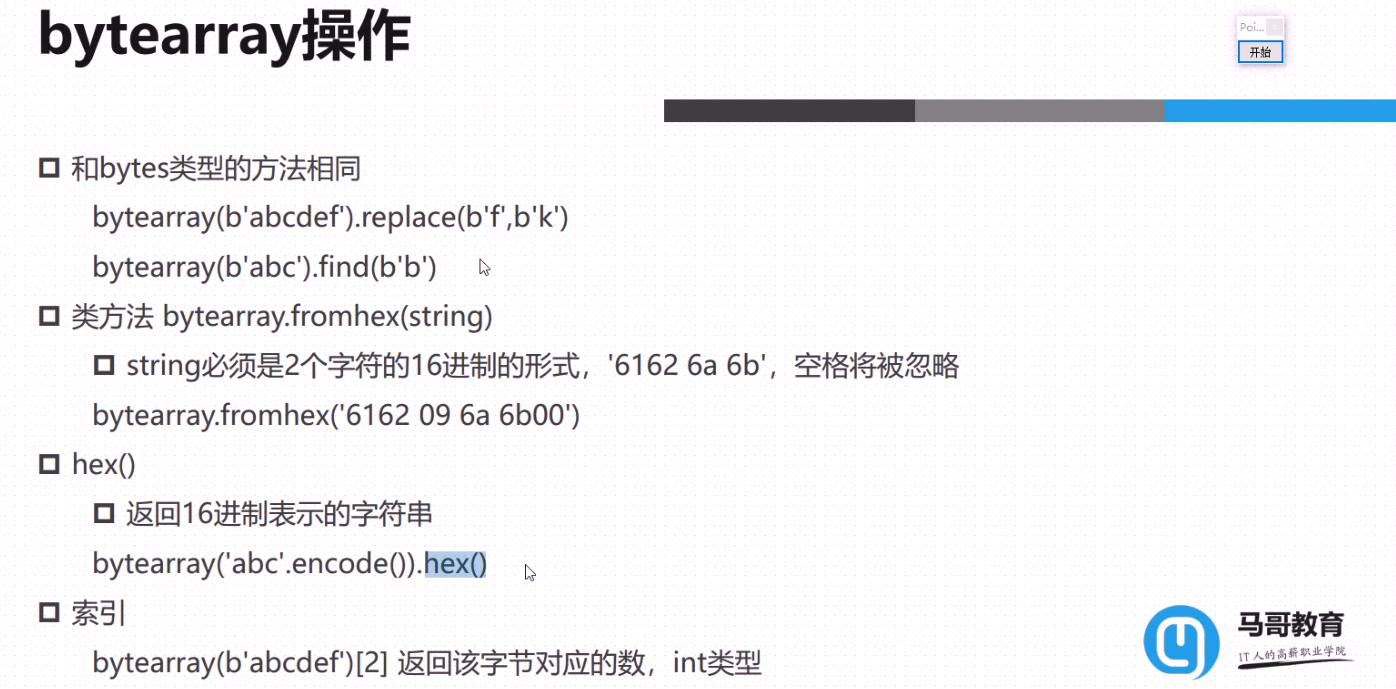 bytearray操作
Poi...
开始
和bytes类型的方法相同
bytearray(b'abcdef').replace(b'f',b'k')
bytearray(b'abc').find(b'b')
类方法 bytearray.fromhex(string)
string必须是2个字符的16进制的形式，'6162 6a 6b'，空格将被忽略
bytearray.fromhex('6162 09 6a 6b00')
hex()
返回16进制表示的字符串
bytearray('abc'.encode()).hex()
索引
bytearray(b'abcdef')[2] 返回该字节对应的数，int类型
马哥教育
IT人的高薪职业学院